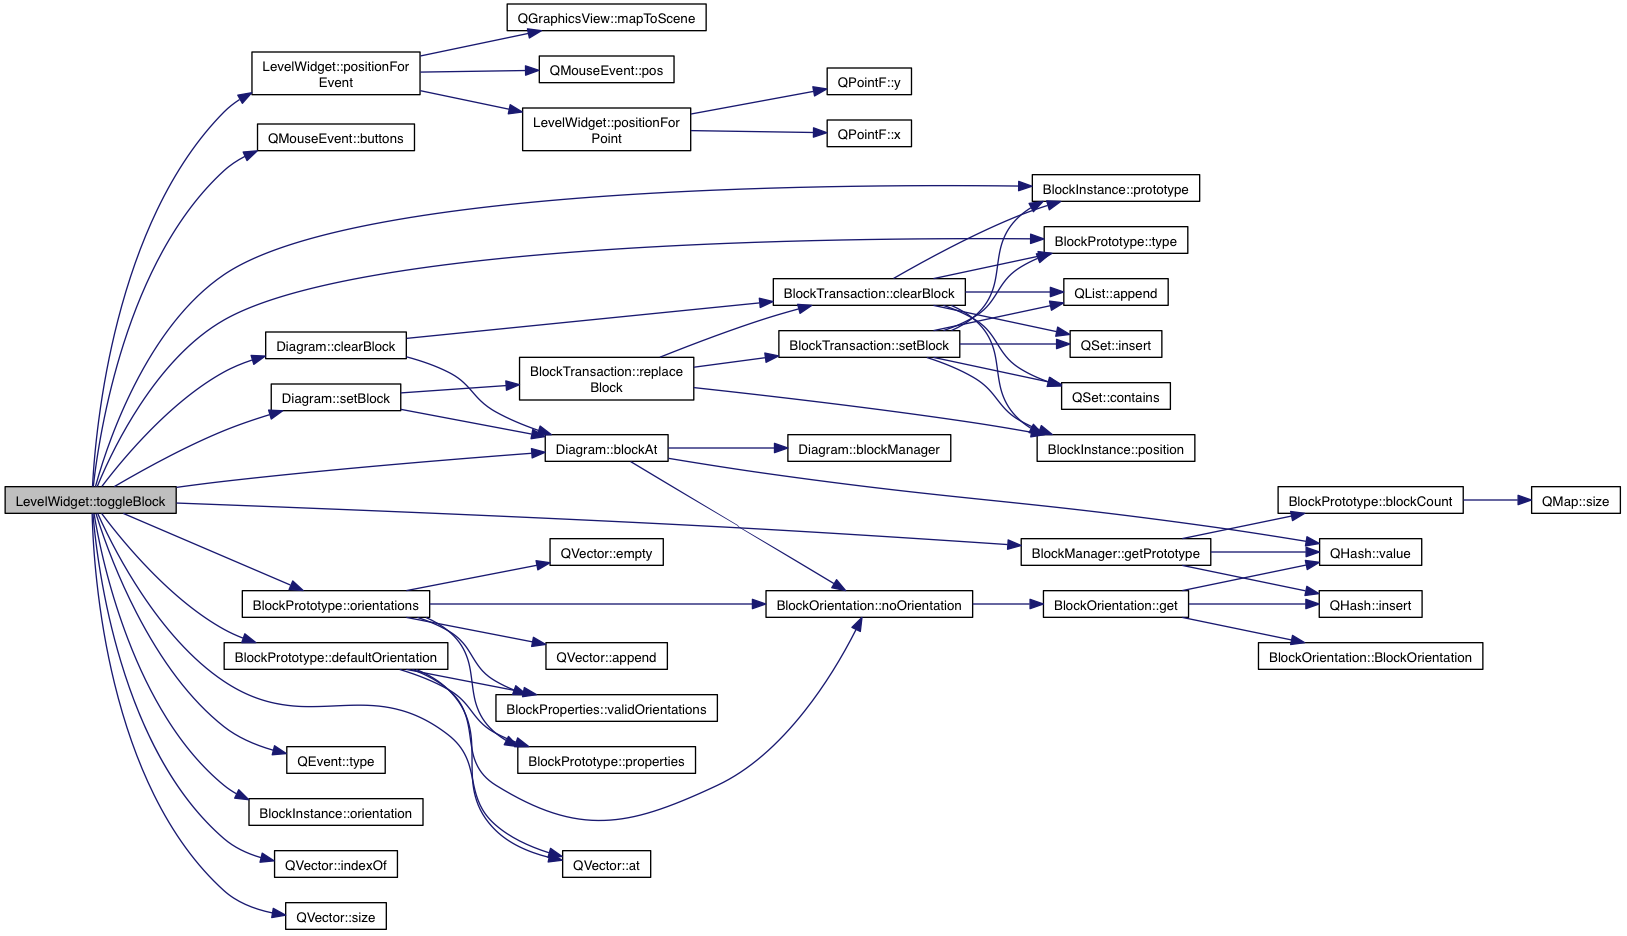 QGraphicsView::mapToScene
LevelWidget::positionFor
Event
QMouseEvent::pos
QPointF::y
LevelWidget::positionFor
Point
QPointF::x
QMouseEvent::buttons
BlockInstance::prototype
BlockPrototype::type
BlockTransaction::clearBlock
QList::append
Diagram::clearBlock
BlockTransaction::setBlock
QSet::insert
BlockTransaction::replace
Block
Diagram::setBlock
QSet::contains
Diagram::blockAt
Diagram::blockManager
BlockInstance::position
LevelWidget::toggleBlock
BlockPrototype::blockCount
QMap::size
QVector::empty
BlockManager::getPrototype
QHash::value
BlockPrototype::orientations
BlockOrientation::noOrientation
BlockOrientation::get
QHash::insert
BlockPrototype::defaultOrientation
QVector::append
BlockOrientation::BlockOrientation
BlockProperties::validOrientations
QEvent::type
BlockPrototype::properties
BlockInstance::orientation
QVector::indexOf
QVector::at
QVector::size